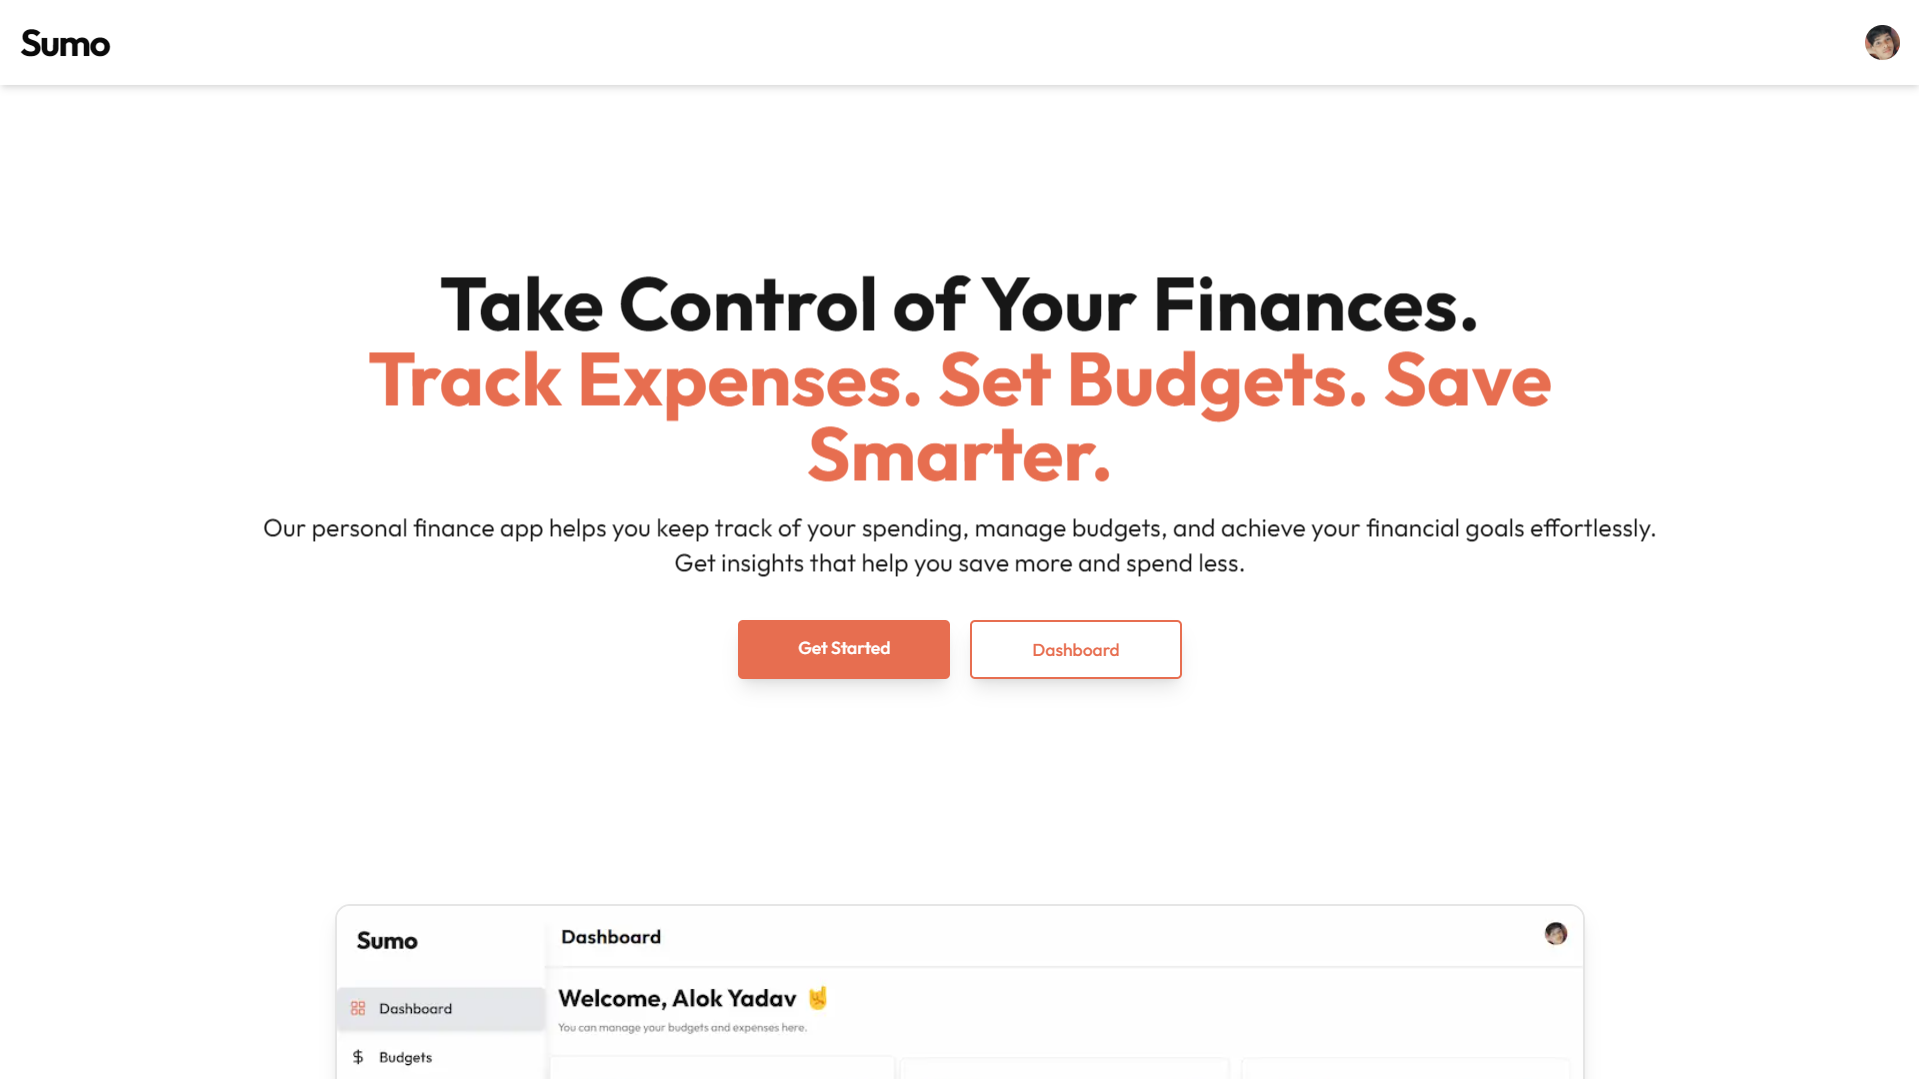 Sumo
Take Control of Your Finances.
Track Expenses. Set Budgets. Save
Smarter.
Our personal finance app helps you keep track of your spending, manage budgets, and achieve your financial goals effortlessly.
Get insights that help you save more and spend less.
Get Started
Dashboard
Sumo
Dashboard
Welcome, Alok Yadav 🤘
You can manage your budgets and expenses here.
Dashboard
Budgets